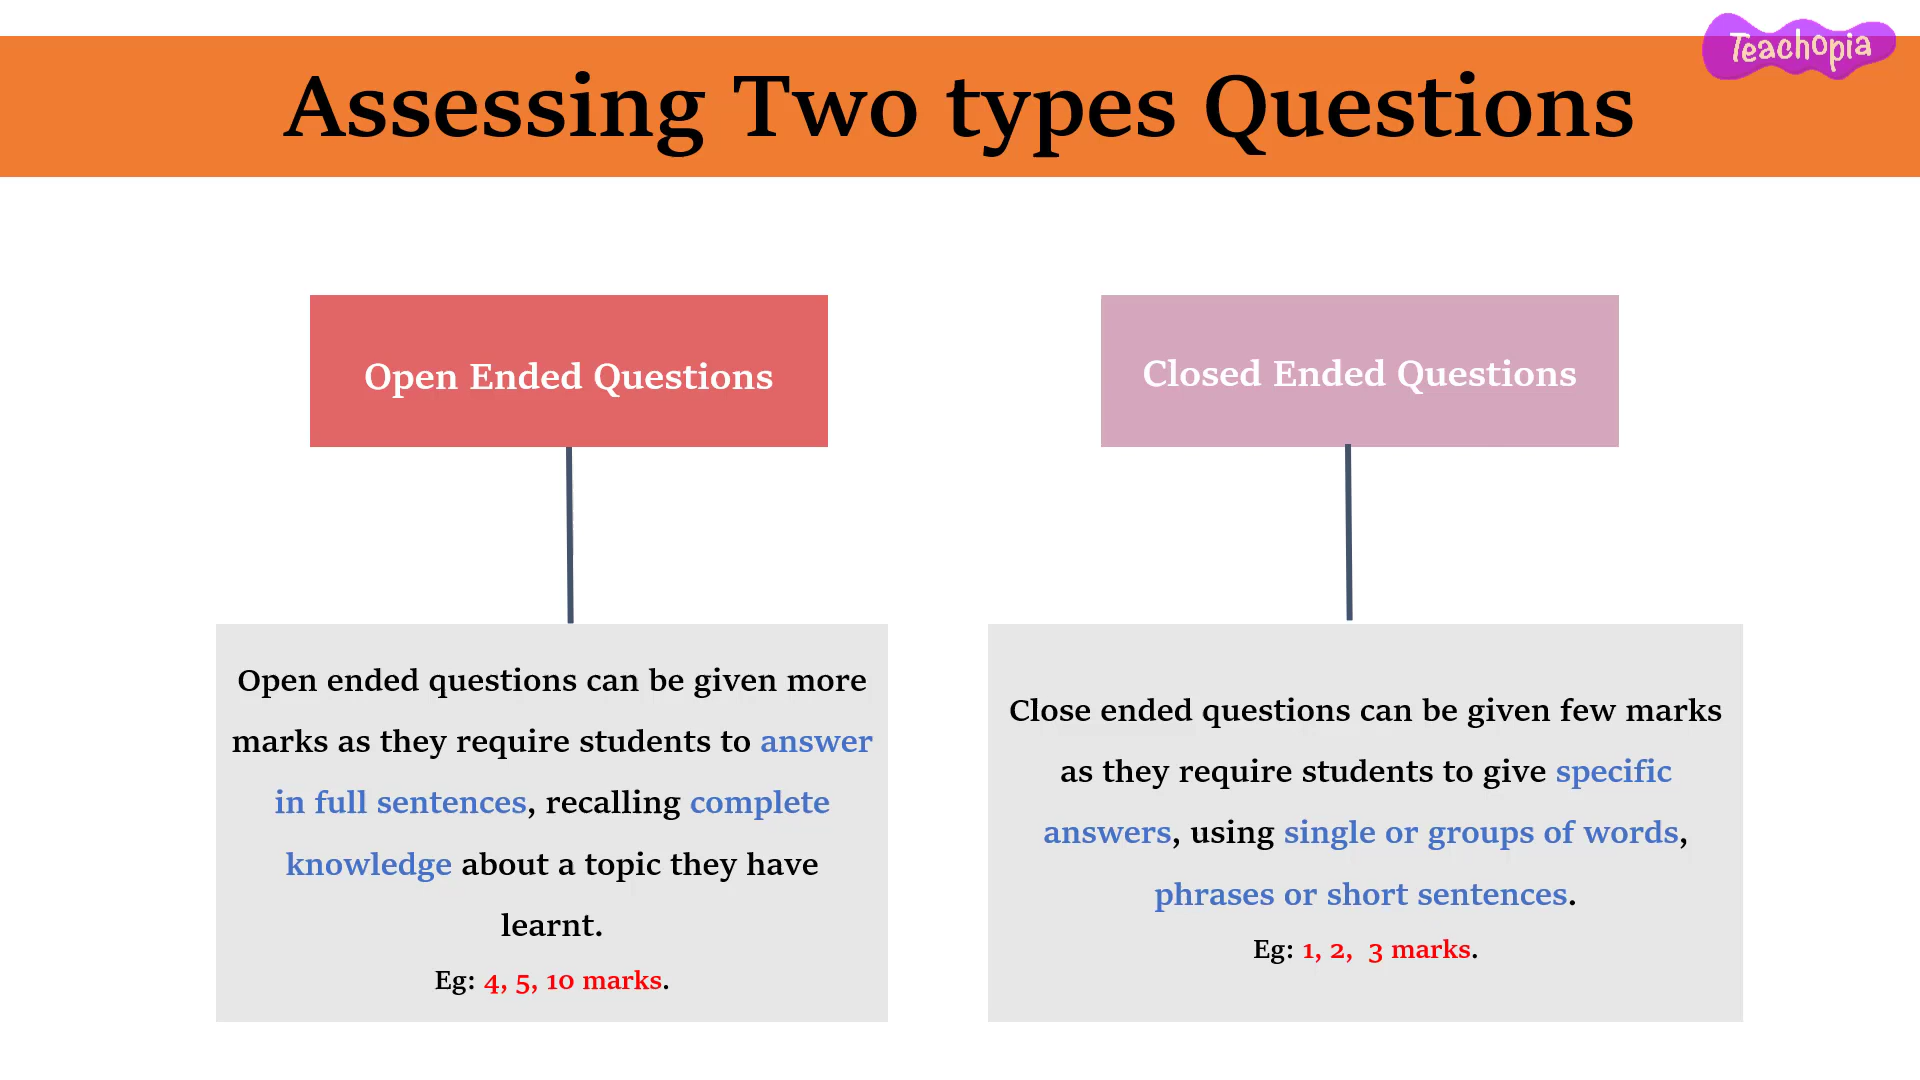 Teachopia
Assessing Two types Questions
Open Ended Questions
Open ended questions can be given more
marks as they require students to answer
in full sentences, recalling complete
knowledge about a topic they have
learnt.
Eg: 4, 5, 10 marks.
Closed Ended Questions
Close ended questions can be given few marks
as they require students to give specific
answers, using single or groups of words,
phrases or short sentences.
Eg: 1, 2,  3 marks.